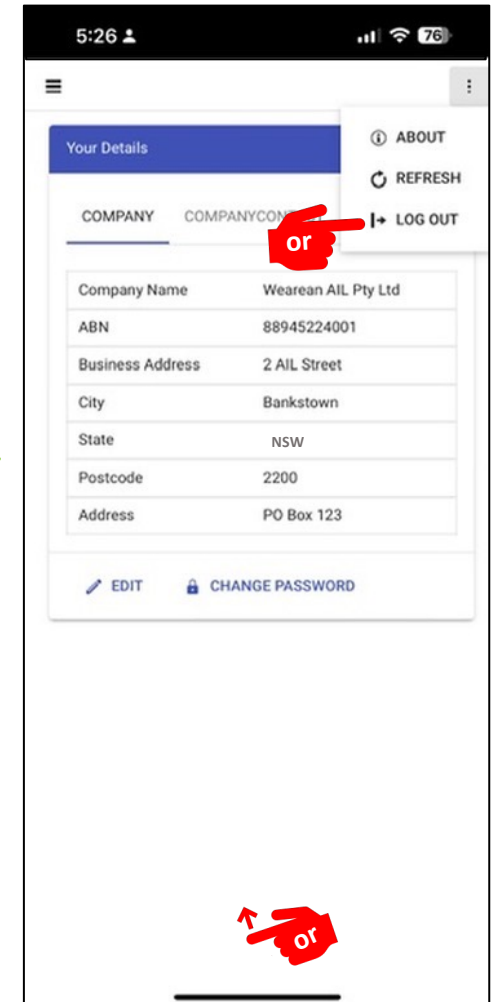 5:26 76
ABOUT
Your Details
REFRESH
COMPANY
LOG OUT
or
Company Name Wearean AIL Pty Ltd
ABN 88945224001
Business Address 2 AIL Street
City Bankstown
State NSW
Postcode 2200
Address PO Box 123
EDIT CHANGE PASSWORD
or